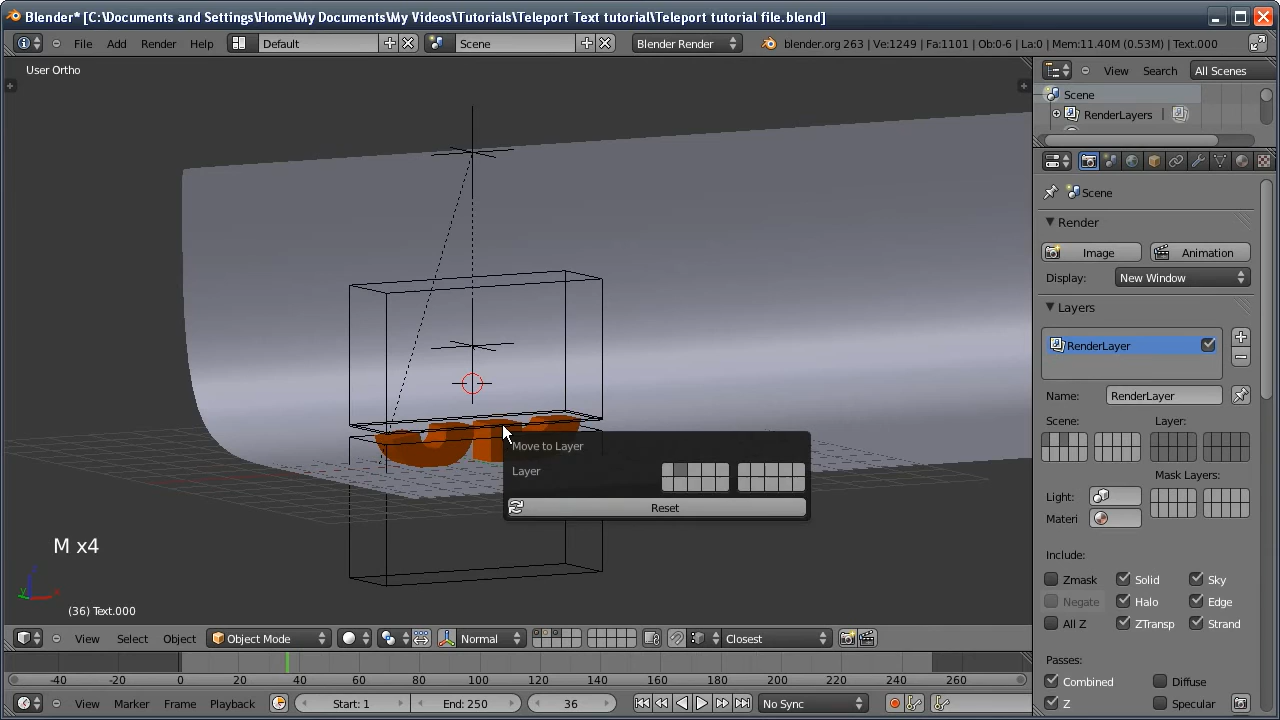 Blender* [C:\Documents and Settings\Home\My Documents\My Videos\Tutorials\Teleport Text tutorial\Teleport tutorial file.blend]
File Add Render Help Default Scene Blender Render blender.org 263 | Ve:1249 | Fa:1101 | Ob:0-6 | La:0 | Mem:11.40M (0.53M) | Text.000
User Ortho
View Search All Scenes
Scene
RenderLayers
Scene
Render
Image Animation
Display: New Window
Layers
RenderLayer
Name: RenderLayer
Scene: Layer:
Mask Layers:
Light:
Materi
Include:
Zmask Solid Sky
Negate Halo Edge
All Z ZTransp Strand
Passes:
Combined Diffuse
Z Specular
Move to Layer
Layer
Reset
M x4
(36) Text.000
View Select Object Object Mode Normal Closest
-40 -20 0 20 40 60 80 100 120 140 160 180 200 220 240 260
View Marker Frame Playback Start: 1 End: 250 36 No Sync